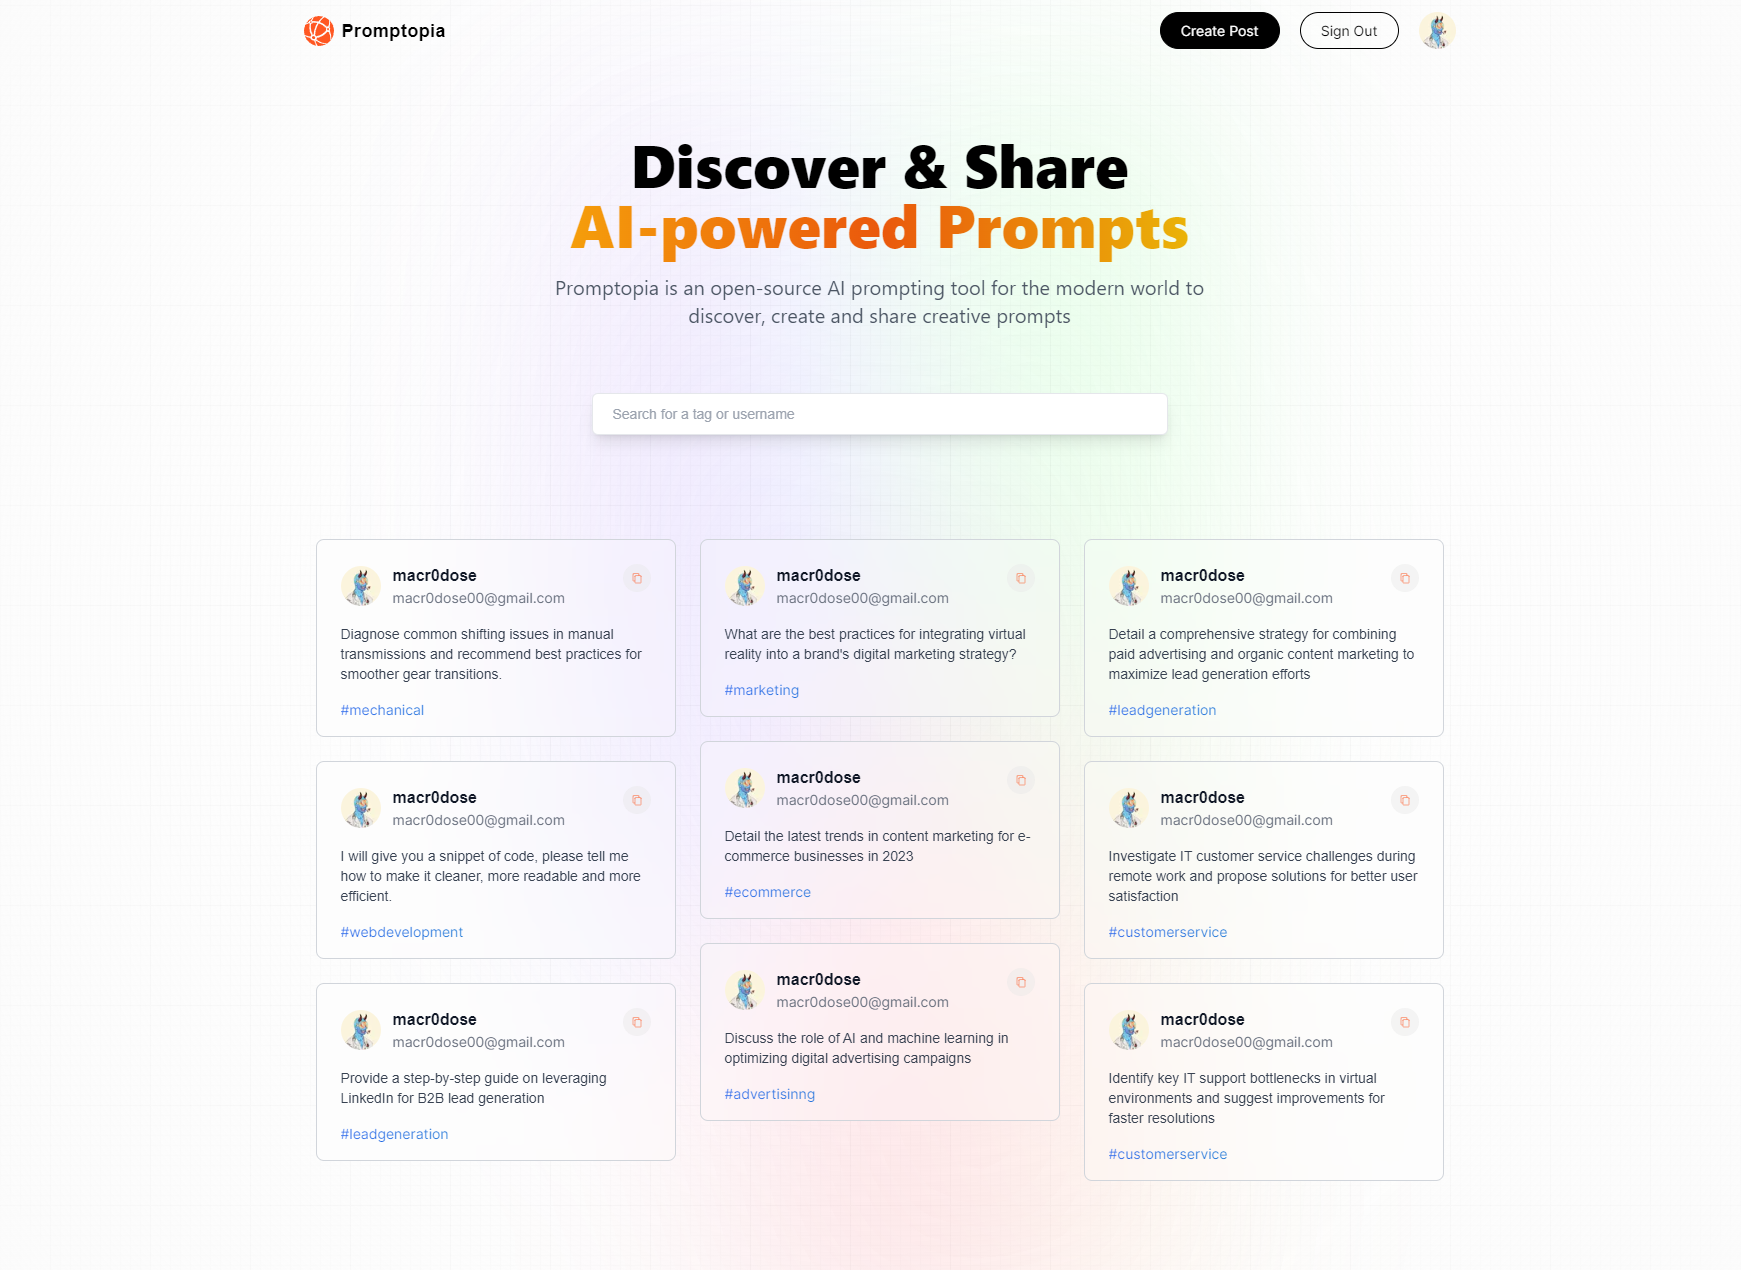 Promptopia
Create Post
Sign Out
Discover & Share
AI-powered Prompts
Promptopia is an open-source AI prompting tool for the modern world to
discover, create and share creative prompts
Search for a tag or username
macr0dose
macr0dose00@gmail.com
Diagnose common shifting issues in manual
transmissions and recommend best practices for
smoother gear transitions.
#mechanical
I will give you a snippet of code, please tell me
how to make it cleaner, more readable and more
efficient.
#webdevelopment
macr0dose
macr0dose00@gmail.com
Provide a step-by-step guide on leveraging
LinkedIn for B2B lead generation
#leadgeneration
macr0dose
macr0dose00@gmail.com
macr0dose
macr0dose00@gmail.com
What are the best practices for integrating virtual
reality into a brand's digital marketing strategy?
#marketing
macr0dose
macr0dose00@gmail.com
Detail the latest trends in content marketing for e-
commerce businesses in 2023
#ecommerce
macr0dose
macr0dose00@gmail.com
Discuss the role of AI and machine learning in
optimizing digital advertising campaigns
#advertisinng
macr0dose
macr0dose00@gmail.com
Detail a comprehensive strategy for combining
paid advertising and organic content marketing to
maximize lead generation efforts
#leadgeneration
macr0dose
macr0dose00@gmail.com
Investigate IT customer service challenges during
remote work and propose solutions for better user
satisfaction
#customerservice
macr0dose
macr0dose00@gmail.com
Identify key IT support bottlenecks in virtual
environments and suggest improvements for
faster resolutions
#customerservice